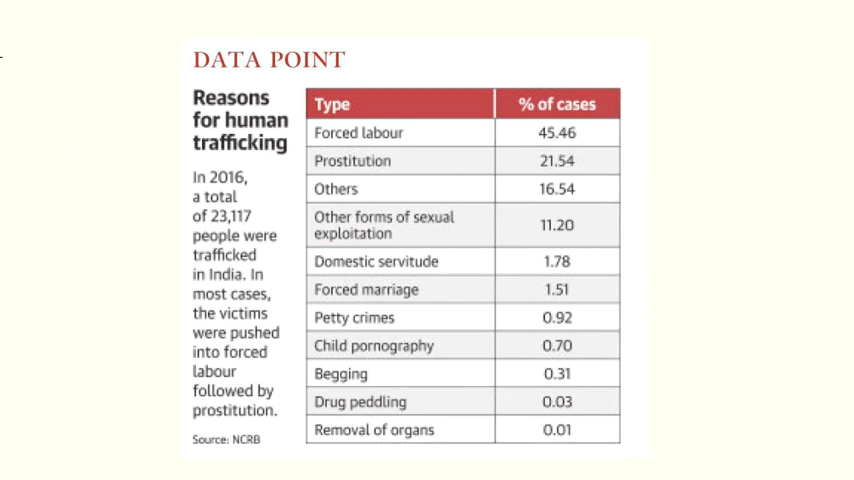 DATA POINT
Reasons
for human
trafficking
In 2016,
a total
of 23,117
people were
trafficked
in India. In
most cases,
the victims
were pushed
into forced
labour
followed by
prostitution.
Source: NCRB
Type % of cases
Forced labour 45.46
Prostitution 21.54
Others 16.54
Other forms of sexual
exploitation 11.20
Domestic servitude 1.78
Forced marriage 1.51
Petty crimes 0.92
Child pornography 0.70
Begging 0.31
Drug peddling 0.03
Removal of organs 0.01